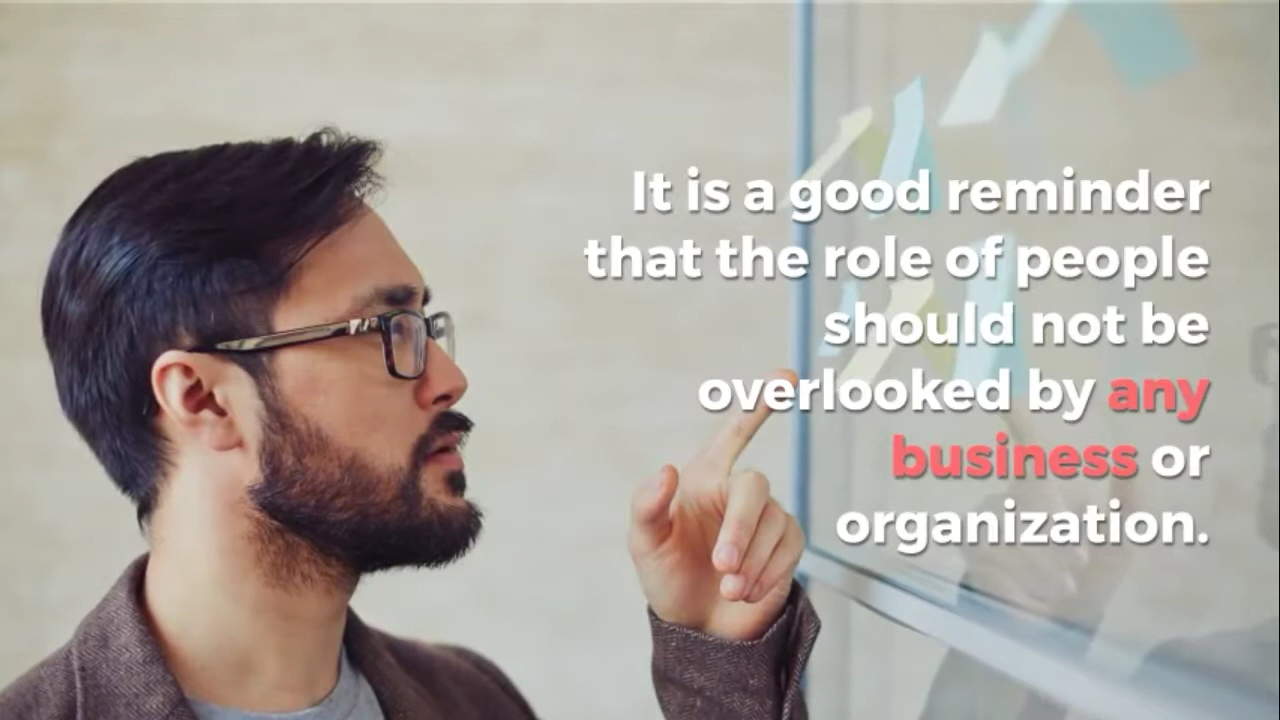 It is a good reminder
that the role of people
should not be
overlooked by any
business or
organization.